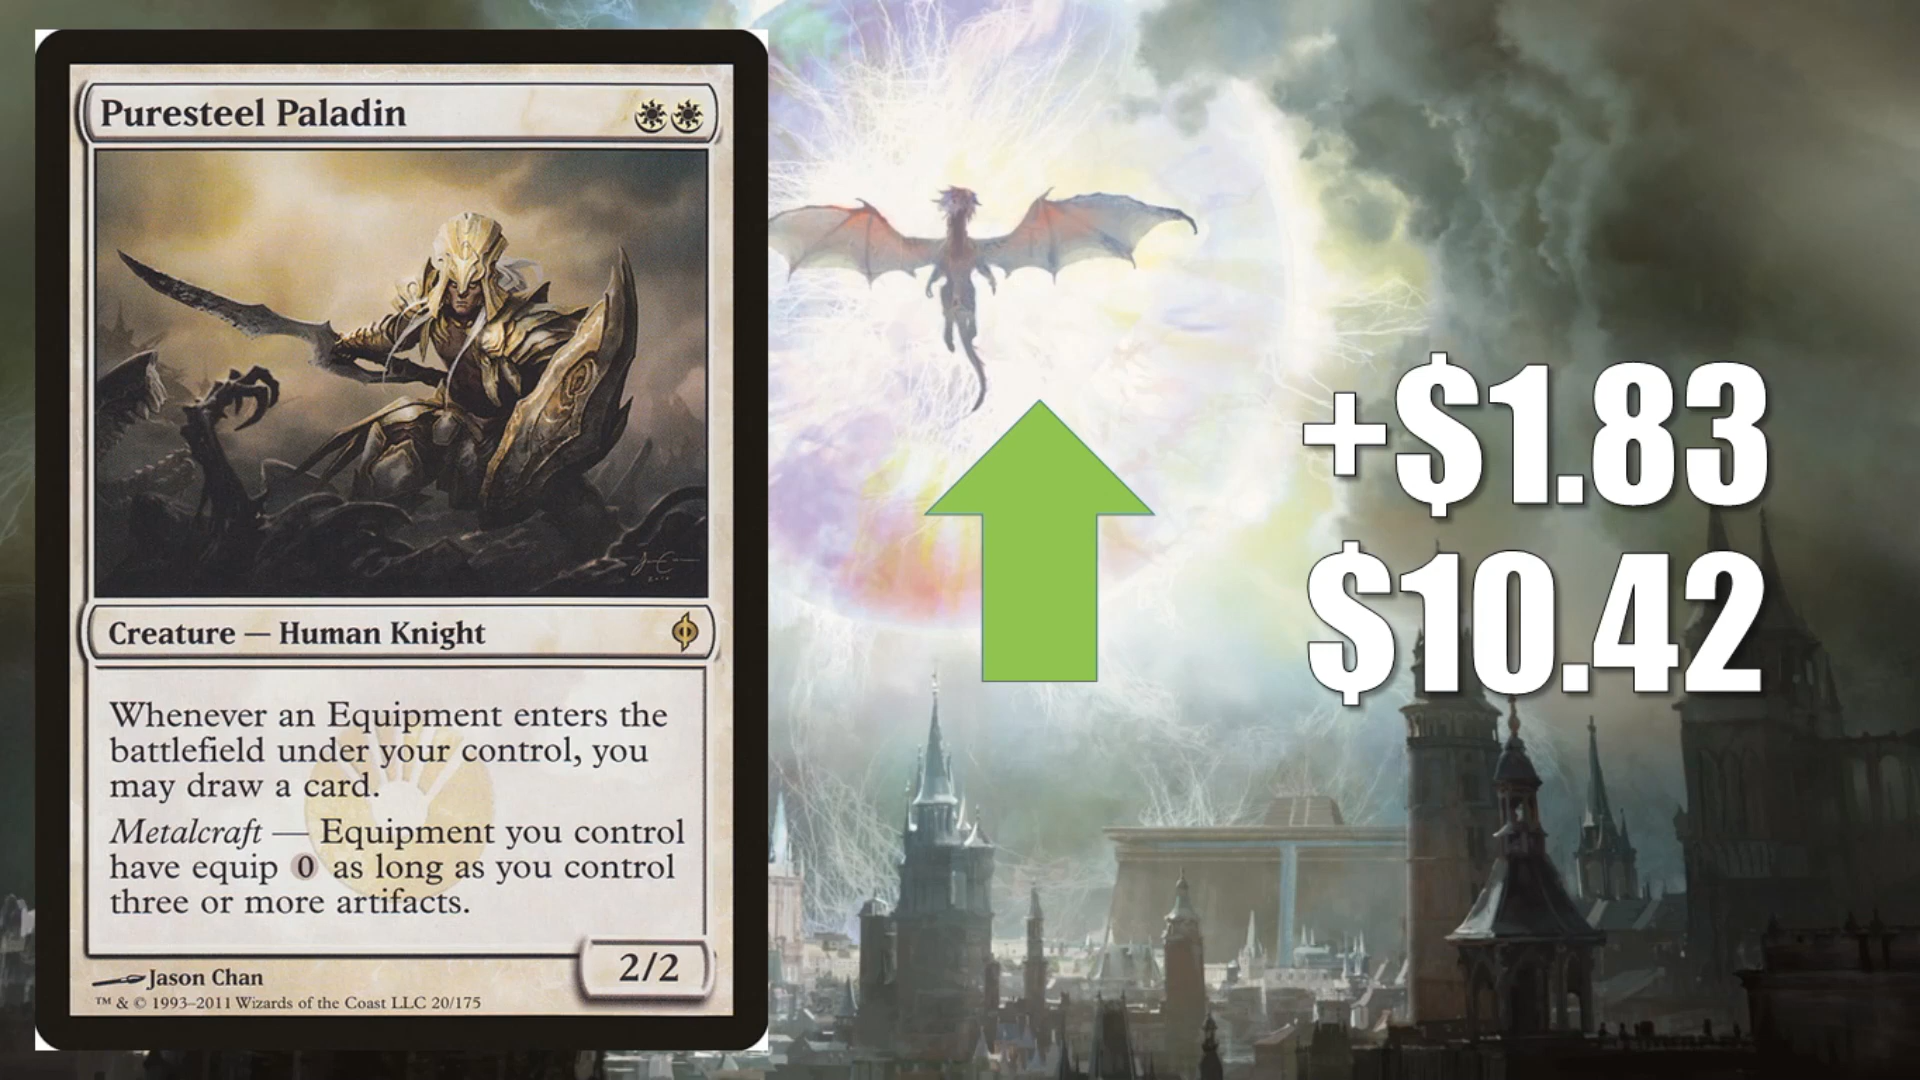 Puresteel Paladin
Creature — Human Knight
Whenever an Equipment enters the
battlefield under your control, you
may draw a card.
Metalcraft — Equipment you control
have equip 0 as long as you control
three or more artifacts.
2/2
Jason Chan
™ & © 1993–2011 Wizards of the Coast LLC 20/175
+$1.83
$10.42